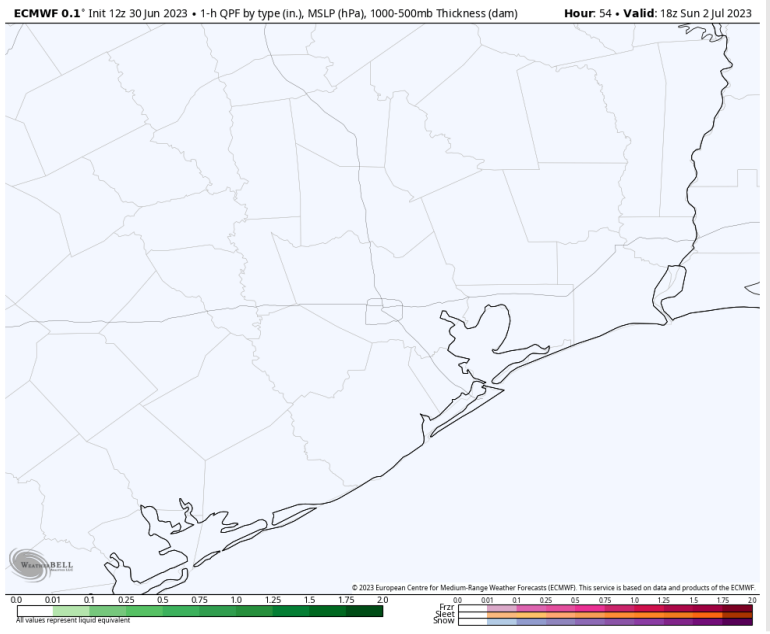 ECMWF 0.1° Init 12z 30 Jun 2023 • 1-h QPF by type (in.), MSLP (hPa), 1000-500mb Thickness (dam) Hour: 54 • Valid: 18z Sun 2 Jul 2023
WEATHERBELL
© 2023 European Centre for Medium-Range Weather Forecasts (ECMWF). This service is based on data and products of the ECMWF.
0.0 0.01 0.1 0.25 0.5 0.75 1.0 1.25 1.5 1.75 2.0
All values represent liquid equivalent
0.0 0.01 0.1 0.25 0.5 0.75 1.0 1.25 1.5 1.75 2.0
Frzr
Sleet
Snow